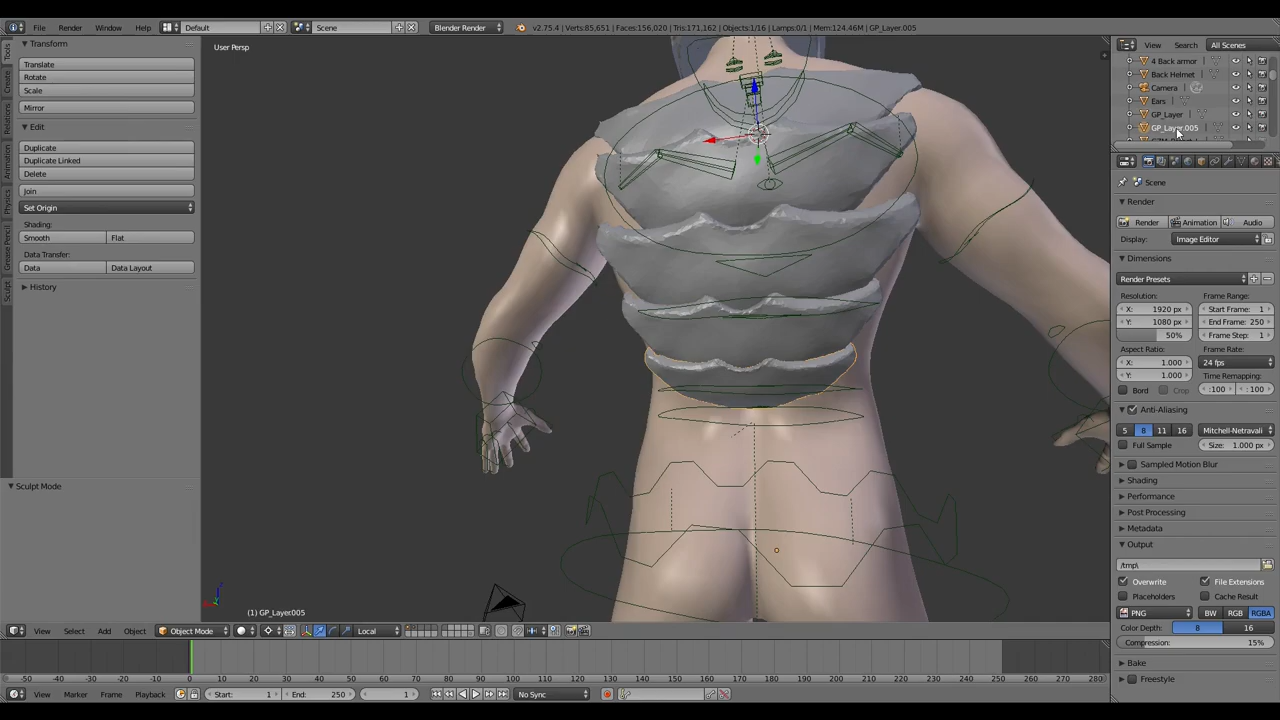 File Render Window Help Default Scene Blender Render v2.75.4 | Verts:85,651 | Faces:156,020 | Tris:171,162 | Objects:1/16 | Lamps:0/1 | Mem:124.46M | GP_Layer.005
Transform
Translate
Rotate
Scale
Mirror
Edit
Duplicate
Duplicate Linked
Delete
Join
Set Origin
Shading:
Smooth Flat
Data Transfer:
Data Data Layout
History
Sculpt Mode
Tools
Create
Relations
Physics
Grease Pencil
Sculpt
User Persp
(1) GP_Layer.005
View Select Add Object Object Mode Local
View Search All Scenes
4 Back armor
Back Helmet
Camera
Ears
GP_Layer
GP_Layer.005
Scene
Render
Render Animation Audio
Display: Image Editor
Dimensions
Render Presets
Resolution: Frame Range:
X: 1920 px Start Frame: 1
Y: 1080 px End Frame: 250
50% Frame Step: 1
Aspect Ratio: Frame Rate:
X: 1.000 24 fps
Y: 1.000 Time Remapping:
Bord Crop :100 : 100
Anti-Aliasing
5 8 11 16 Mitchell-Netravali
Full Sample Size: 1.000 px
Sampled Motion Blur
Shading
Performance
Post Processing
Metadata
Output
/tmp\
Overwrite File Extensions
Placeholders Cache Result
PNG BW RGB RGBA
Color Depth: 8 16
Compression: 15%
Bake
Freestyle
-50 -40 -30 -20 -10 0 10 20 30 40 50 60 70 80 90 100 110 120 130 140 150 160 170 180 190 200 210 220 230 240 250 260 270 280
View Marker Frame Playback Start: 1 End: 250 1 No Sync